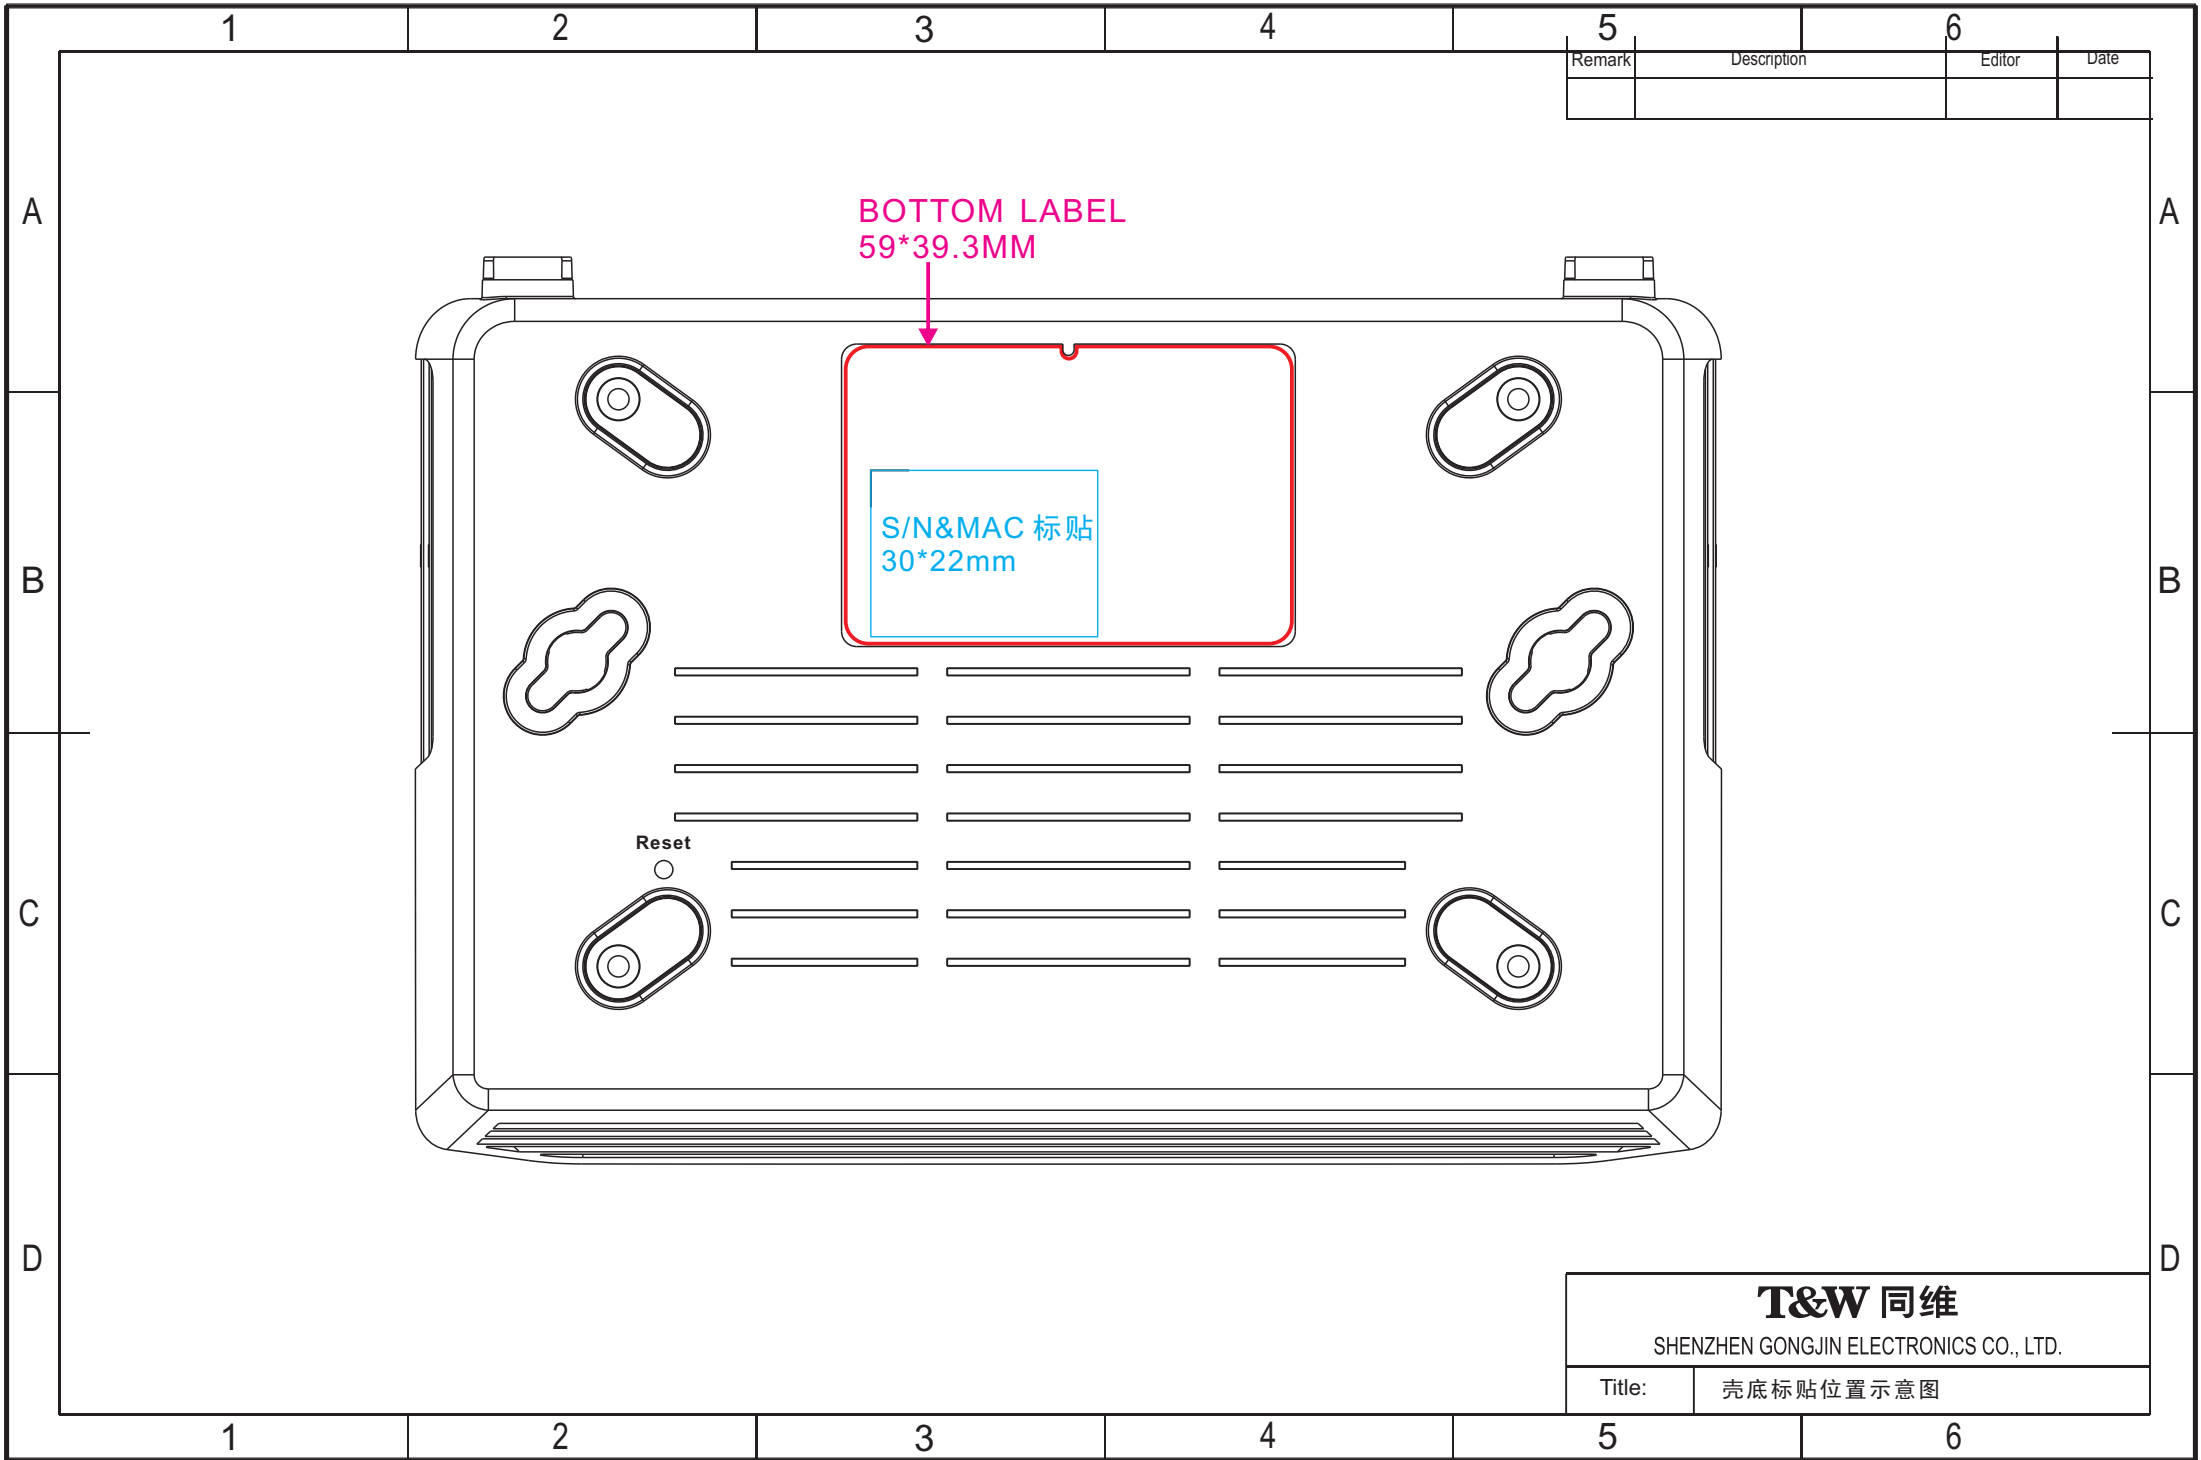 1 2 3 4 5 6
Remark Description Editor Date
A A
BOTTOM LABEL
59*39.3MM
S/N&MAC 标贴
30*22mm
B B
Reset
C C
D D
T&W 同维
SHENZHEN GONGJIN ELECTRONICS CO., LTD.
Title: 壳底标贴位置示意图
1 2 3 4 5 6